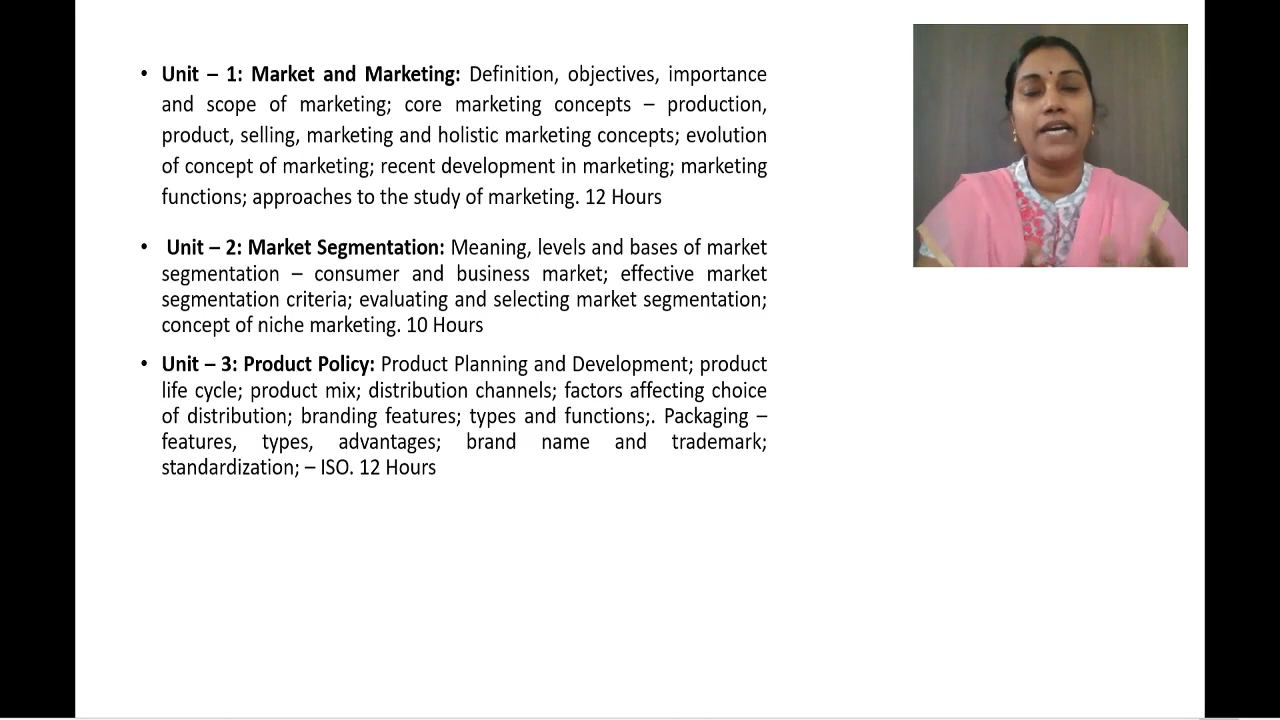 • Unit – 1: Market and Marketing: Definition, objectives, importance
and scope of marketing; core marketing concepts – production,
product, selling, marketing and holistic marketing concepts; evolution
of concept of marketing; recent development in marketing; marketing
functions; approaches to the study of marketing. 12 Hours
• Unit – 2: Market Segmentation: Meaning, levels and bases of market
segmentation – consumer and business market; effective market
segmentation criteria; evaluating and selecting market segmentation;
concept of niche marketing. 10 Hours
• Unit – 3: Product Policy: Product Planning and Development; product
life cycle; product mix; distribution channels; factors affecting choice
of distribution; branding features; types and functions;. Packaging –
features, types, advantages; brand name and trademark;
standardization; – ISO. 12 Hours